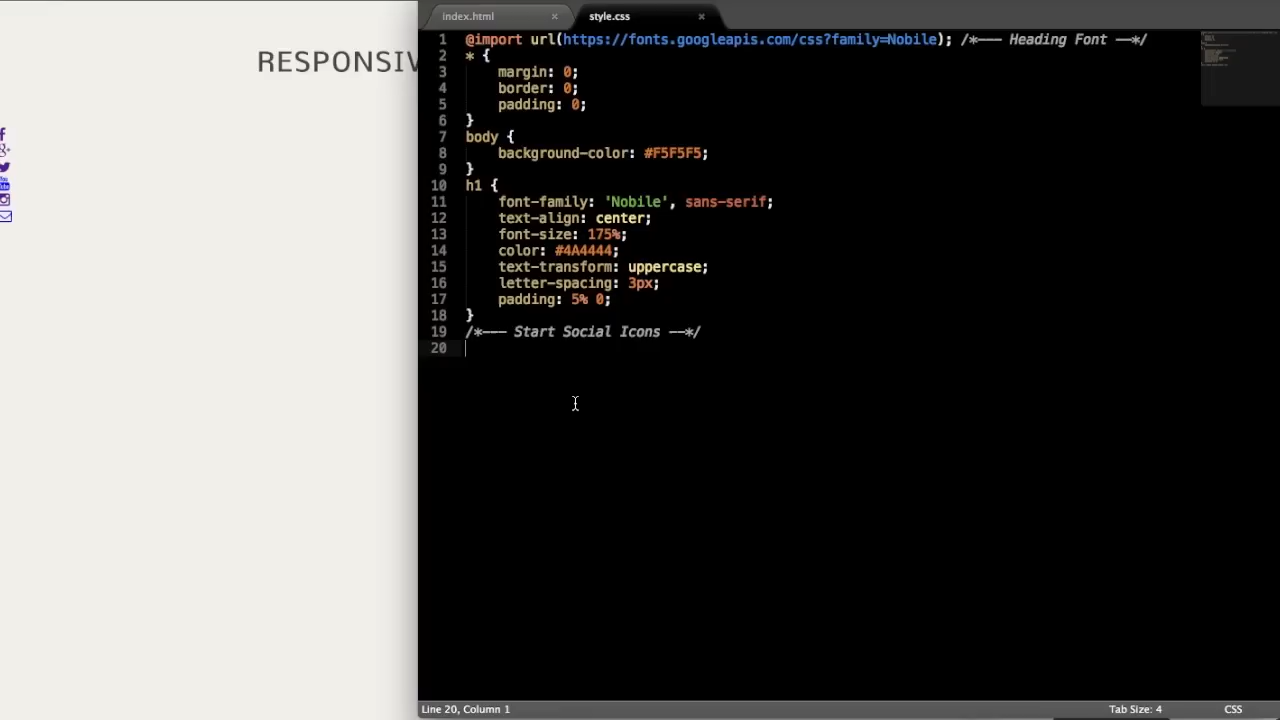 RESPONSIV
index.html × style.css ×
1 @import url(https://fonts.googleapis.com/css?family=Nobile); /*--- Heading Font --*/
2 * {
3     margin: 0;
4     border: 0;
5     padding: 0;
6 }
7 body {
8     background-color: #F5F5F5;
9 }
10 h1 {
11     font-family: 'Nobile', sans-serif;
12     text-align: center;
13     font-size: 175%;
14     color: #4A4444;
15     text-transform: uppercase;
16     letter-spacing: 3px;
17     padding: 5% 0;
18 }
19 /*--- Start Social Icons --*/
20
Line 20, Column 1
Tab Size: 4
CSS